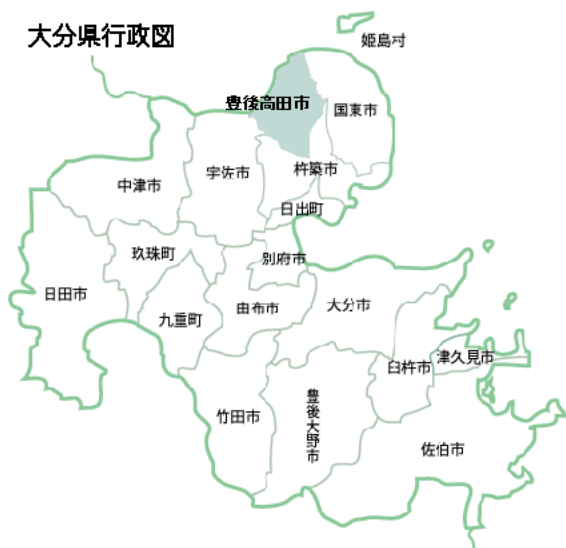 大分県行政図
姫島村
豊後高田市
国東市
中津市
宇佐市
杵築市
日出町
玖珠町
別府市
日田市
九重町
由布市
大分市
臼杵市
津久見市
竹田市
豊後大野市
佐伯市